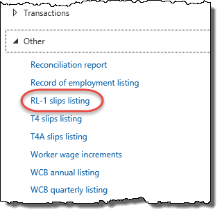 Transactions
Other
Reconciliation report
Record of employment listing
RL-1 slips listing
T4 slips listing
T4A slips listing
Worker wage increments
WCB annual listing
WCB quarterly listing